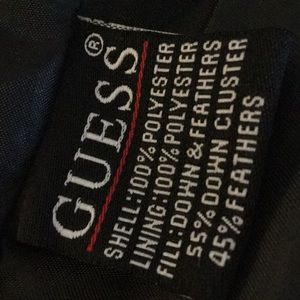 GUESS®
SHELL:100% POLYESTER
LINING:100% POLYESTER
FILL:DOWN & FEATHERS
55% DOWN CLUSTER
45% FEATHERS